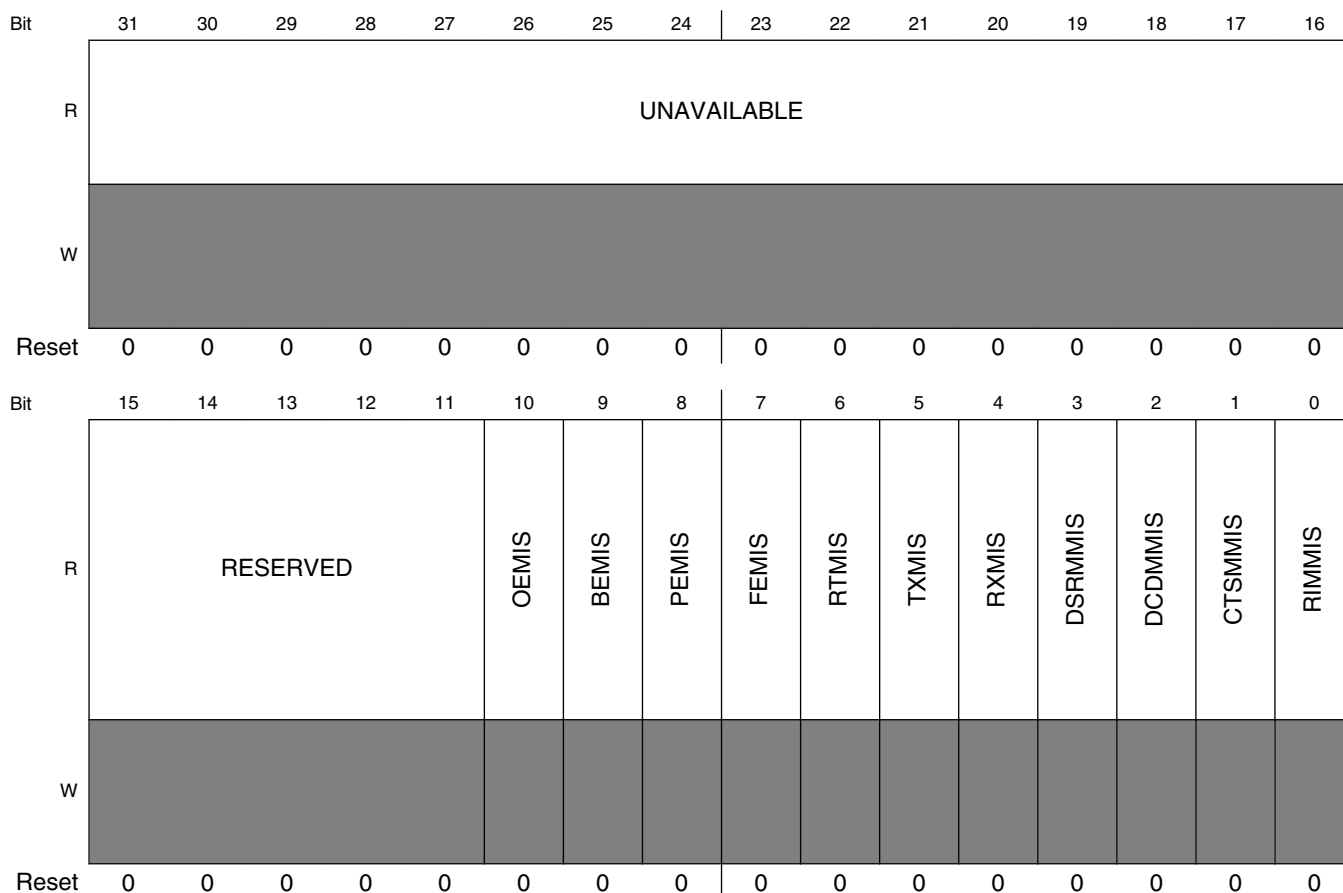 Bit 31 30 29 28 27 26 25 24 23 22 21 20 19 18 17 16
R UNAVAILABLE
W
Reset 0 0 0 0 0 0 0 0 0 0 0 0 0 0 0 0
Bit 15 14 13 12 11 10 9 8 7 6 5 4 3 2 1 0
R RESERVED OEMIS BEMIS PEMIS FEMIS RTMIS TXMIS RXMIS DSRMMIS DCDMMIS CTSMMIS RIMMIS
W
Reset 0 0 0 0 0 0 0 0 0 0 0 0 0 0 0 0